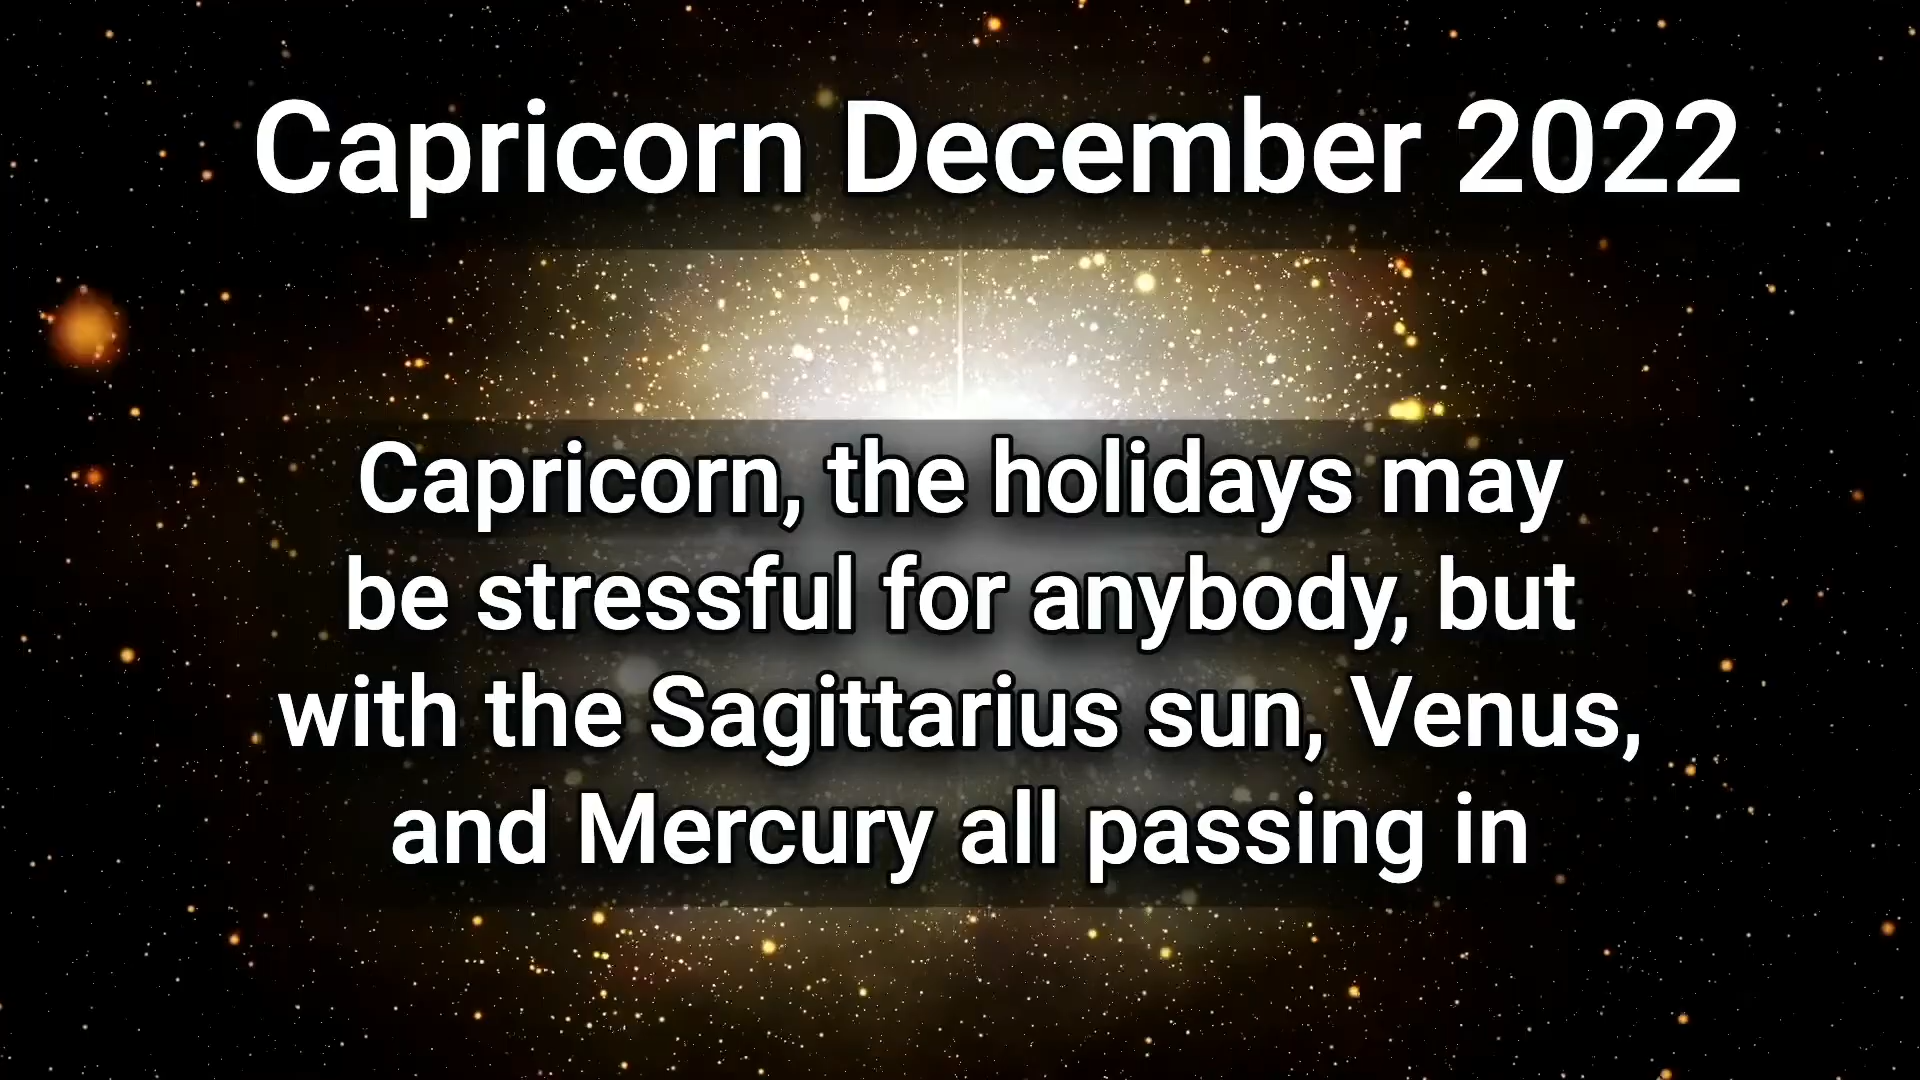 Capricorn December 2022
Capricorn, the holidays may
be stressful for anybody, but
with the Sagittarius sun, Venus,
and Mercury all passing in